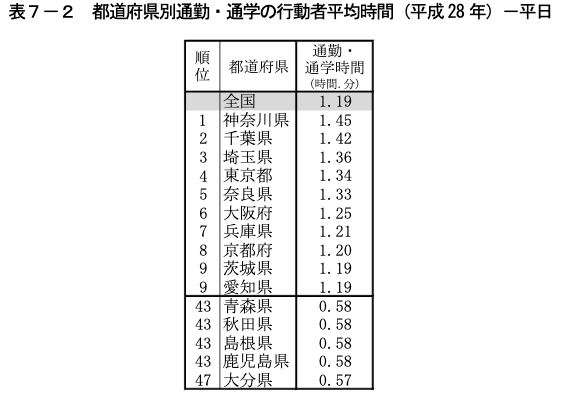 表７－２　都道府県別通勤・通学の行動者平均時間（平成 28 年）－平日
順位 都道府県 通勤・通学時間 (時間.分)
全国 1.19
1 神奈川県 1.45
2 千葉県 1.42
3 埼玉県 1.36
4 東京都 1.34
5 奈良県 1.33
6 大阪府 1.25
7 兵庫県 1.21
8 京都府 1.20
9 茨城県 1.19
9 愛知県 1.19
43 青森県 0.58
43 秋田県 0.58
43 島根県 0.58
43 鹿児島県 0.58
47 大分県 0.57